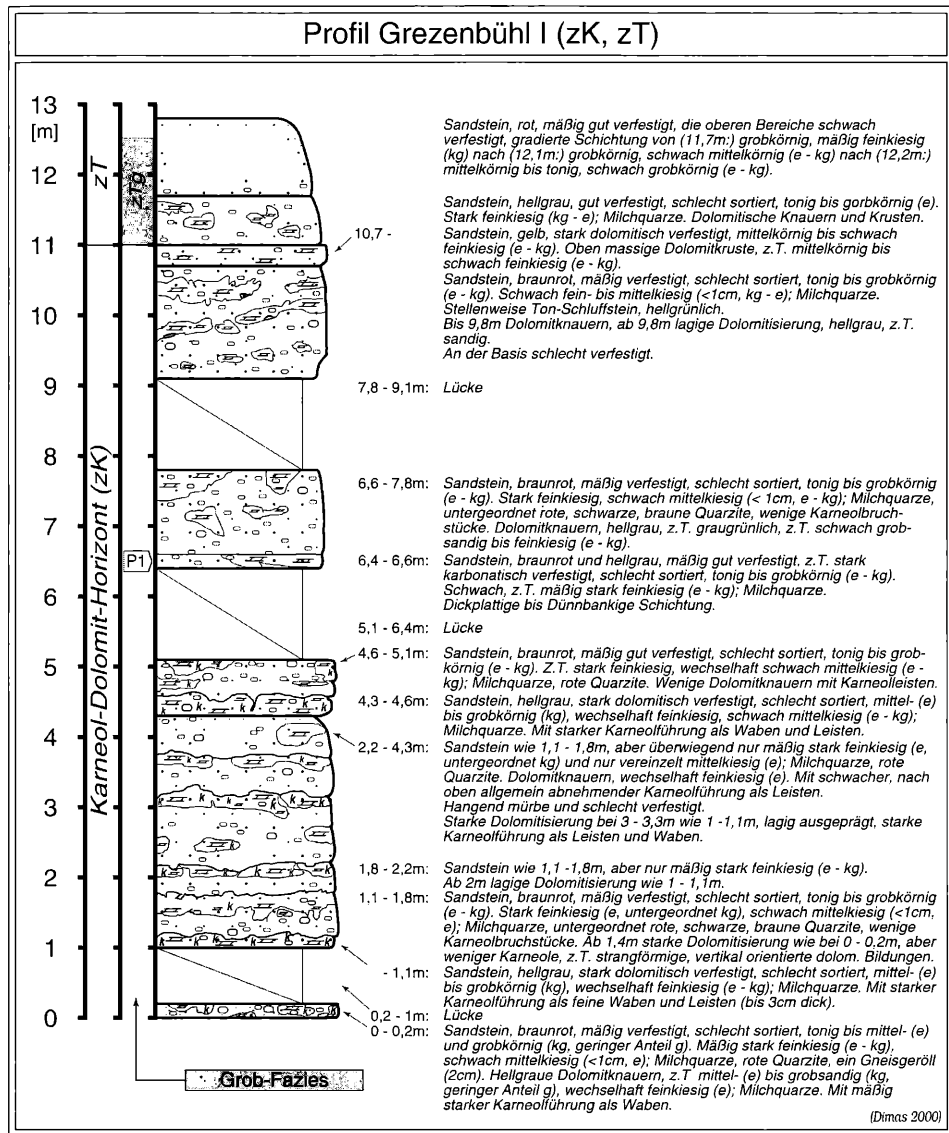 Profil Grezenbühl I (zK, zT)
13
[m]
12
11
10
9
8
7
6
5
4
3
2
1
0
zT
zTg
Karneol-Dolomit-Horizont (zK)
P1
Grob-Fazies
Sandstein, rot, mäßig gut verfestigt, die oberen Bereiche schwach
verfestigt, gradierte Schichtung von (11,7m:) grobkörnig, mäßig feinkiesig
(kg) nach (12,1m:) grobkörnig, schwach mittelkörnig (e - kg) nach (12,2m:)
mittelkörnig bis tonig, schwach grobkörnig (e - kg).
Sandstein, hellgrau, gut verfestigt, schlecht sortiert, tonig bis gorbkörnig (e).
Stark feinkiesig (kg - e); Milchquarze. Dolomitische Knauern und Krusten.
10,7 - Sandstein, gelb, stark dolomitisch verfestigt, mittelkörnig bis schwach
feinkiesig (e - kg). Oben massige Dolomitkruste, z.T. mittelkörnig bis
schwach feinkiesig (e - kg).
Sandstein, braunrot, mäßig verfestigt, schlecht sortiert, tonig bis grobkörnig
(e - kg). Schwach fein- bis mittelkiesig (<1cm, kg - e); Milchquarze.
Stellenweise Ton-Schluffstein, hellgrünlich.
Bis 9,8m Dolomitknauern, ab 9,8m lagige Dolomitisierung, hellgrau, z.T.
sandig.
An der Basis schlecht verfestigt.
7,8 - 9,1m: Lücke
6,6 - 7,8m: Sandstein, braunrot, mäßig verfestigt, schlecht sortiert, tonig bis grobkörnig
(e - kg). Stark feinkiesig, schwach mittelkiesig (< 1cm, e - kg); Milchquarze,
untergeordnet rote, schwarze, braune Quarzite, wenige Karneolbruch-
stücke. Dolomitknauern, hellgrau, z.T. graugrünlich, z.T. schwach grob-
sandig bis feinkiesig (e - kg).
6,4 - 6,6m: Sandstein, braunrot und hellgrau, mäßig gut verfestigt, z.T. stark
karbonatisch verfestigt, schlecht sortiert, tonig bis grobkörnig (e - kg).
Schwach, z.T. mäßig stark feinkiesig (e - kg); Milchquarze.
Dickplattige bis Dünnbankige Schichtung.
5,1 - 6,4m: Lücke
4,6 - 5,1m: Sandstein, braunrot, mäßig gut verfestigt, schlecht sortiert, tonig bis grob-
körnig (e - kg). Z.T. stark feinkiesig, wechselhaft schwach mittelkiesig (e -
kg); Milchquarze, rote Quarzite. Wenige Dolomitknauern mit Karneolleisten.
4,3 - 4,6m: Sandstein, hellgrau, stark dolomitisch verfestigt, schlecht sortiert, mittel- (e)
bis grobkörnig (kg), wechselhaft feinkiesig, schwach mittelkiesig (e - kg);
Milchquarze. Mit starker Karneolführung als Waben und Leisten.
2,2 - 4,3m: Sandstein wie 1,1 - 1,8m, aber überwiegend nur mäßig stark feinkiesig (e,
untergeordnet kg) und nur vereinzelt mittelkiesig (e); Milchquarze, rote
Quarzite. Dolomitknauern, wechselhaft feinkiesig (e). Mit schwacher, nach
oben allgemein abnehmender Karneolführung als Leisten.
Hangend mürbe und schlecht verfestigt.
Starke Dolomitisierung bei 3 - 3,3m wie 1 -1,1m, lagig ausgeprägt, starke
Karneolführung als Leisten und Waben.
1,8 - 2,2m: Sandstein wie 1,1 -1,8m, aber nur mäßig stark feinkiesig (e - kg).
Ab 2m lagige Dolomitisierung wie 1 - 1,1m.
1,1 - 1,8m: Sandstein, braunrot, mäßig verfestigt, schlecht sortiert, tonig bis grobkörnig
(e - kg). Stark feinkiesig (e, untergeordnet kg), schwach mittelkiesig (<1cm,
e); Milchquarze, untergeordnet rote, schwarze, braune Quarzite, wenige
Karneolbruchstücke. Ab 1,4m starke Dolomitisierung wie bei 0 - 0,2m, aber
weniger Karneole, z.T. strangförmige, vertikal orientierte dolom. Bildungen.
- 1,1m: Sandstein, hellgrau, stark dolomitisch verfestigt, schlecht sortiert, mittel- (e)
bis grobkörnig (kg), wechselhaft feinkiesig (e - kg); Milchquarze. Mit starker
Karneolführung als feine Waben und Leisten (bis 3cm dick).
0,2 - 1m: Lücke
0 - 0,2m: Sandstein, braunrot, mäßig verfestigt, schlecht sortiert, tonig bis mittel- (e)
und grobkörnig (kg, geringer Anteil g). Mäßig stark feinkiesig (e - kg),
schwach mittelkiesig (<1cm, e); Milchquarze, rote Quarzite, ein Gneisgeröll
(2cm). Hellgraue Dolomitknauern, z.T mittel- (e) bis grobsandig (kg,
geringer Anteil g), wechselhaft feinkiesig (e); Milchquarze. Mit mäßig
starker Karneolführung als Waben.
(Dimas 2000)